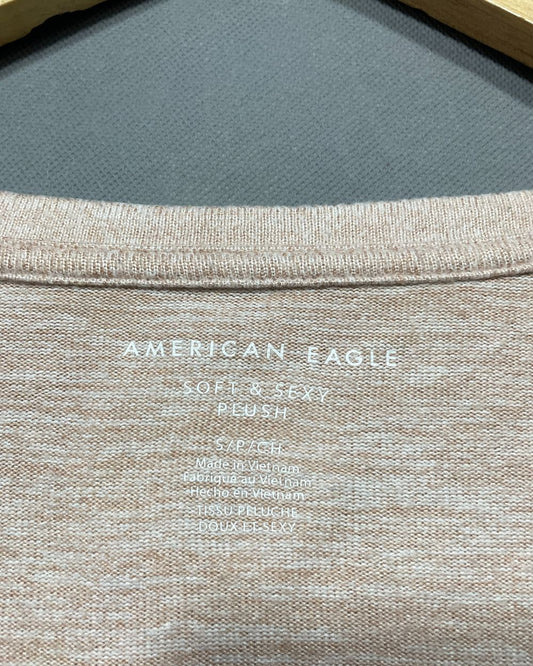 AMERICAN EAGLE
SOFT & SEXY
PLUSH
S/P/CH
Made in Vietnam
Fabriqué au Vietnam
Hecho en Vietnam
TISSU PELUCHE
DOUX ET SEXY